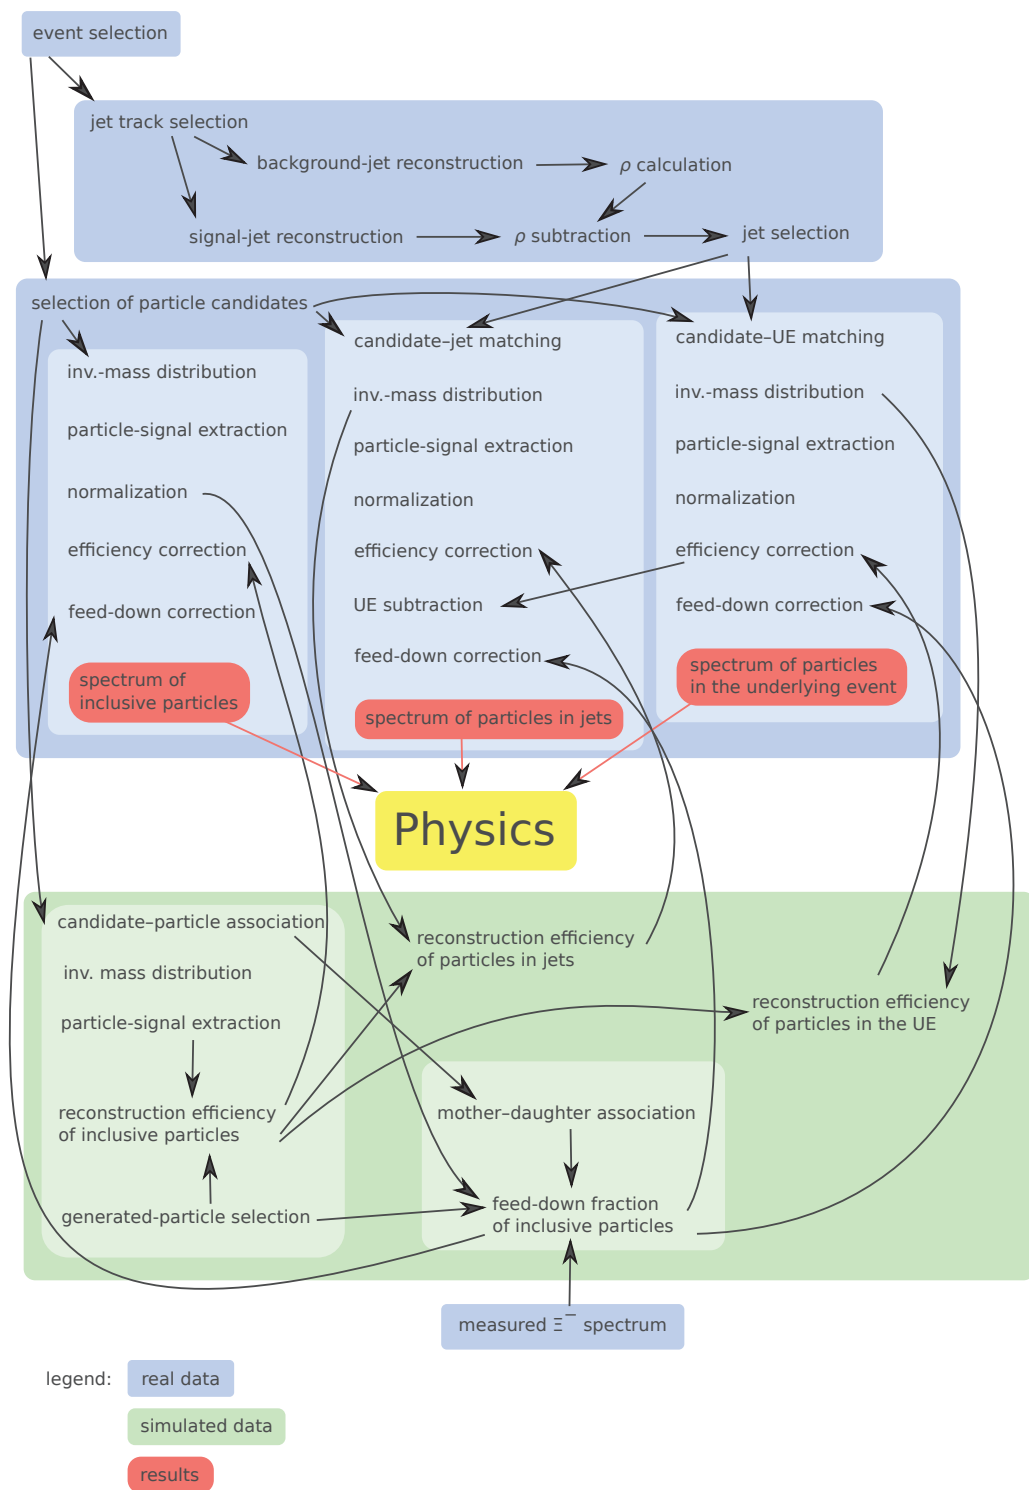 event selection
jet track selection
background-jet reconstruction
ρ calculation
signal-jet reconstruction
ρ subtraction
jet selection
selection of particle candidates
inv.-mass distribution
particle-signal extraction
normalization
efficiency correction
feed-down correction
spectrum of
inclusive particles
candidate–jet matching
inv.-mass distribution
particle-signal extraction
normalization
efficiency correction
UE subtraction
feed-down correction
spectrum of particles in jets
candidate–UE matching
inv.-mass distribution
particle-signal extraction
normalization
efficiency correction
feed-down correction
spectrum of particles
in the underlying event
Physics
candidate–particle association
inv. mass distribution
particle-signal extraction
reconstruction efficiency
of inclusive particles
generated-particle selection
reconstruction efficiency
of particles in jets
reconstruction efficiency
of particles in the UE
mother–daughter association
feed-down fraction
of inclusive particles
measured Ξ⁻ spectrum
legend:
real data
simulated data
results